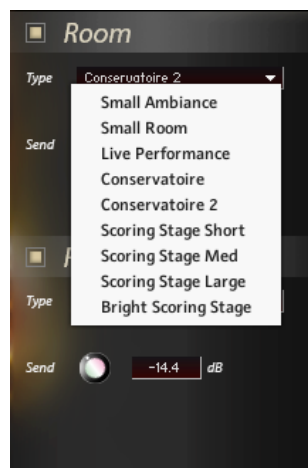 Room
Type Conservatoire 2
Small Ambiance
Small Room
Live Performance
Send Conservatoire
Conservatoire 2
Scoring Stage Short
Scoring Stage Med
Scoring Stage Large
Type Bright Scoring Stage
Send -14.4 dB